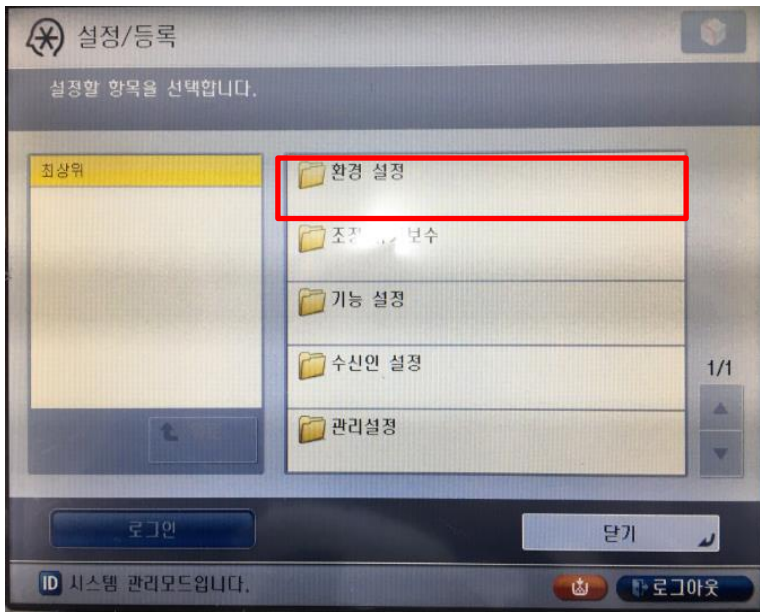 설정/등록
설정할 항목을 선택합니다.
최상위
환경 설정
보수
기능 설정
수신인 설정
1/1
관리설정
로그인
닫기
ID 시스템 관리모드입니다.
로그아웃